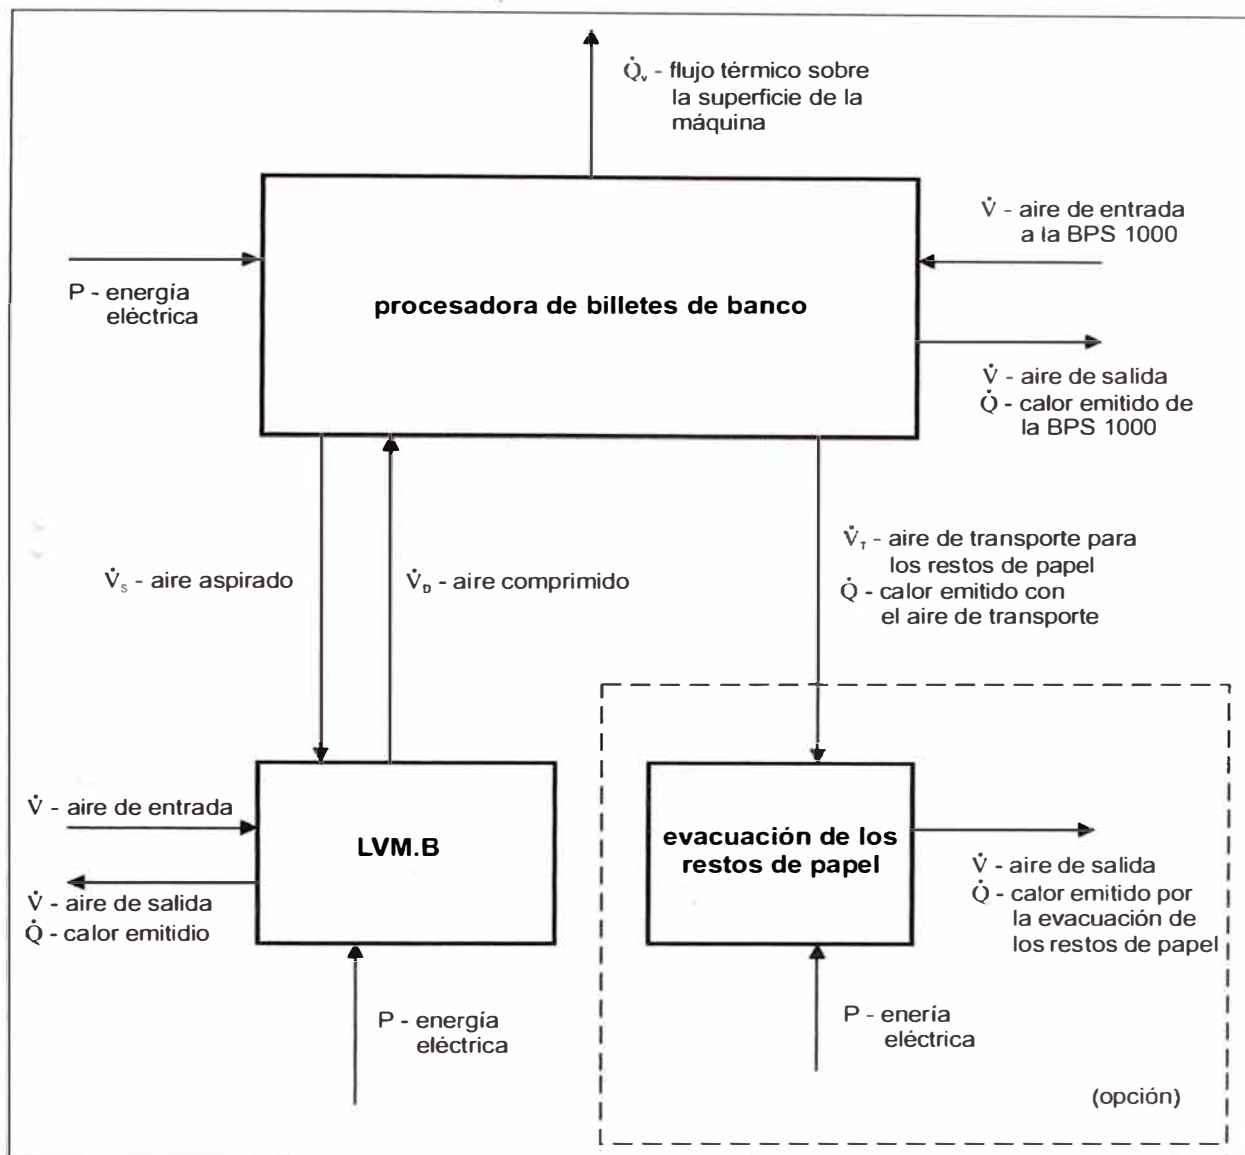 Q̇ᵥ - flujo térmico sobre
la superficie de la
máquina
V̇ - aire de entrada
a la BPS 1000
P - energía
eléctrica
procesadora de billetes de banco
V̇ - aire de salida
Q̇ - calor emitido de
la BPS 1000
V̇s - aire aspirado
V̇D - aire comprimido
V̇T - aire de transporte para
los restos de papel
Q̇ - calor emitido con
el aire de transporte
V̇ - aire de entrada
LVM.B
V̇ - aire de salida
Q̇ - calor emitidio
P - energía
eléctrica
evacuación de los
restos de papel
V̇ - aire de salida
Q̇ - calor emitido por
la evacuación de
los restos de papel
P - enería
eléctrica
(opción)